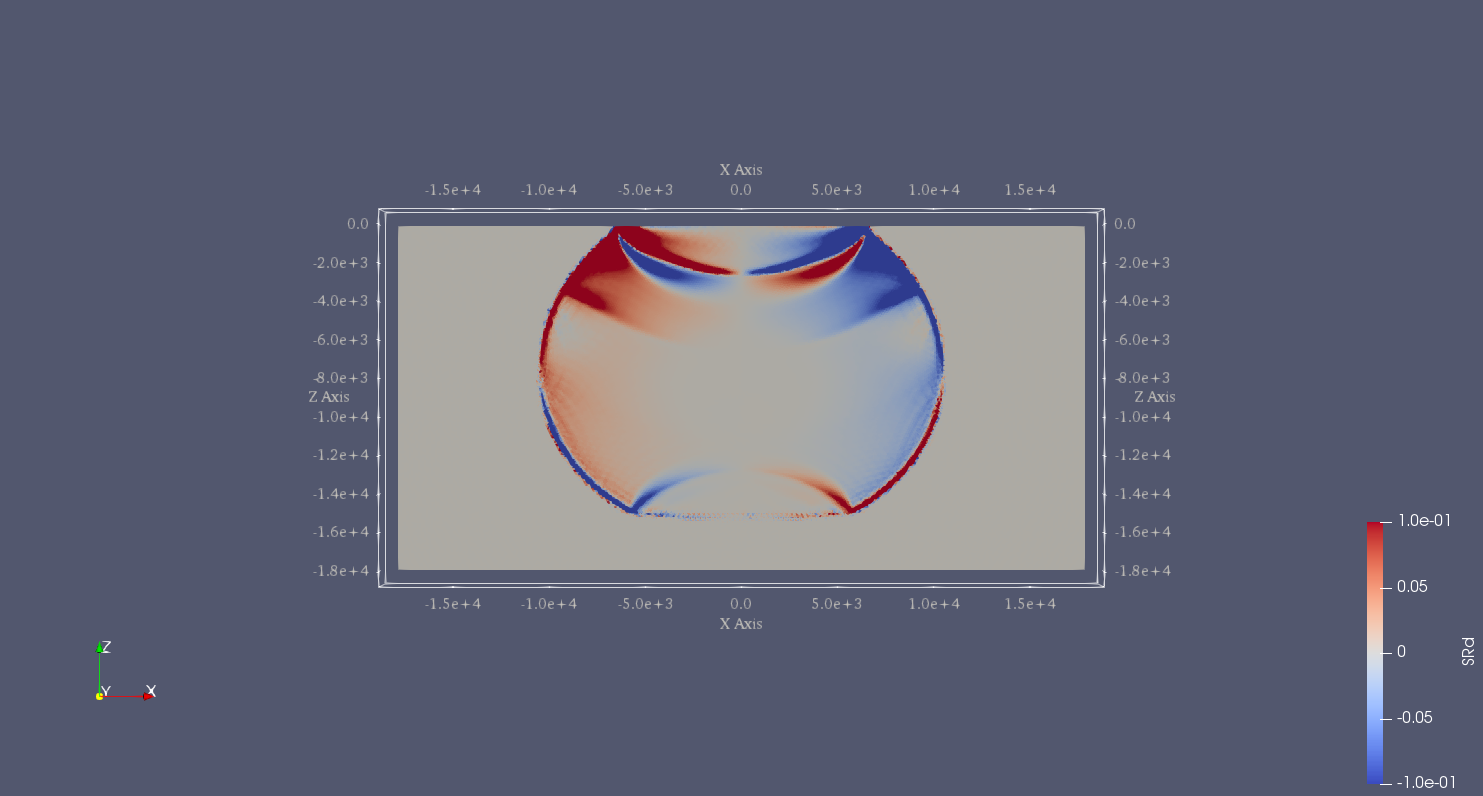 X Axis
-1.5e+4 -1.0e+4 -5.0e+3 0.0 5.0e+3 1.0e+4 1.5e+4
0.0 0.0
-2.0e+3 -2.0e+3
-4.0e+3 -4.0e+3
-6.0e+3 -6.0e+3
-8.0e+3 -8.0e+3
Z Axis Z Axis
-1.0e+4 -1.0e+4
-1.2e+4 -1.2e+4
-1.4e+4 -1.4e+4
-1.6e+4 -1.6e+4
-1.8e+4 -1.8e+4
-1.5e+4 -1.0e+4 -5.0e+3 0.0 5.0e+3 1.0e+4 1.5e+4
X Axis
1.0e-01
0.05
0
-0.05
-1.0e-01
SRd
Z
Y X